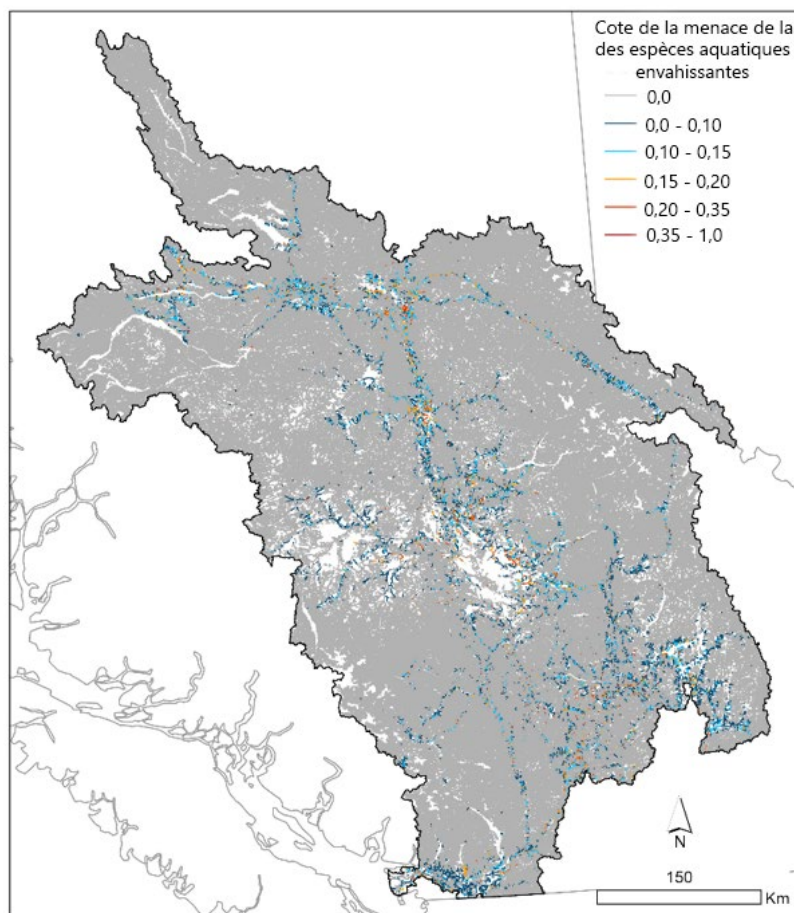 Cote de la menace de la
des espèces aquatiques
envahissantes
0,0
0,0 - 0,10
0,10 - 0,15
0,15 - 0,20
0,20 - 0,35
0,35 - 1,0
N
150
Km